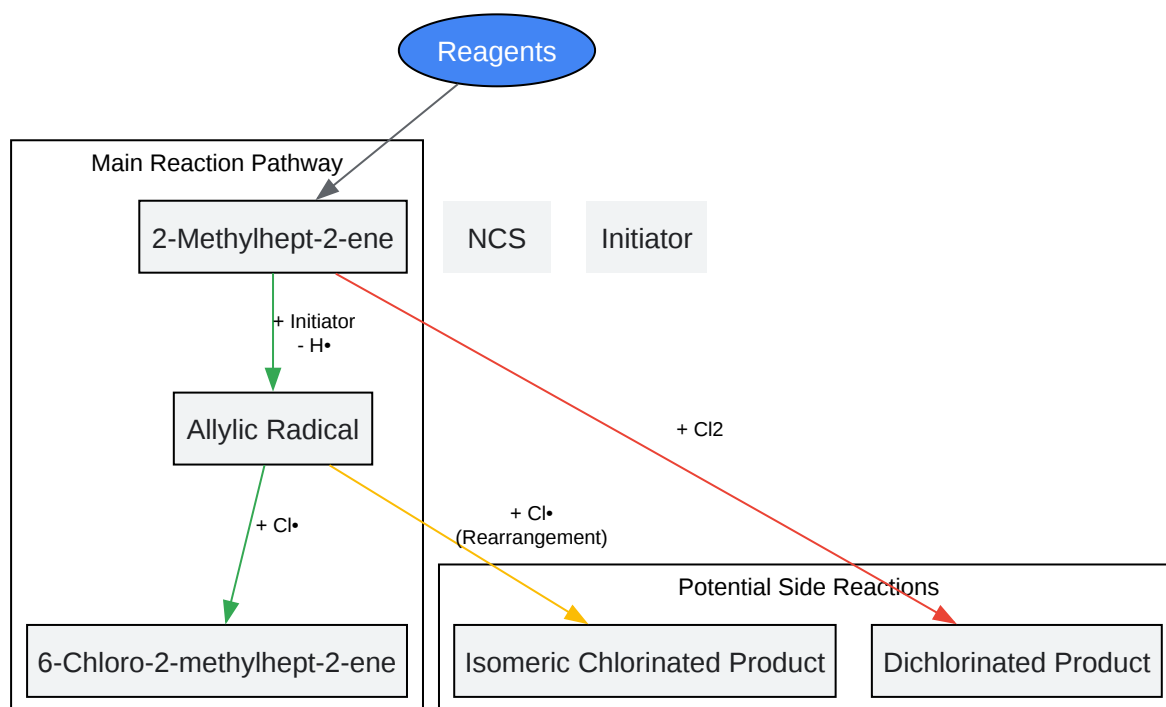 Reagents
Main Reaction Pathway
2-Methylhept-2-ene
NCS
Initiator
+ Initiator
- H•
Allylic Radical
+ Cl2
+ Cl•
+ Cl•
(Rearrangement)
Potential Side Reactions
6-Chloro-2-methylhept-2-ene
Isomeric Chlorinated Product
Dichlorinated Product